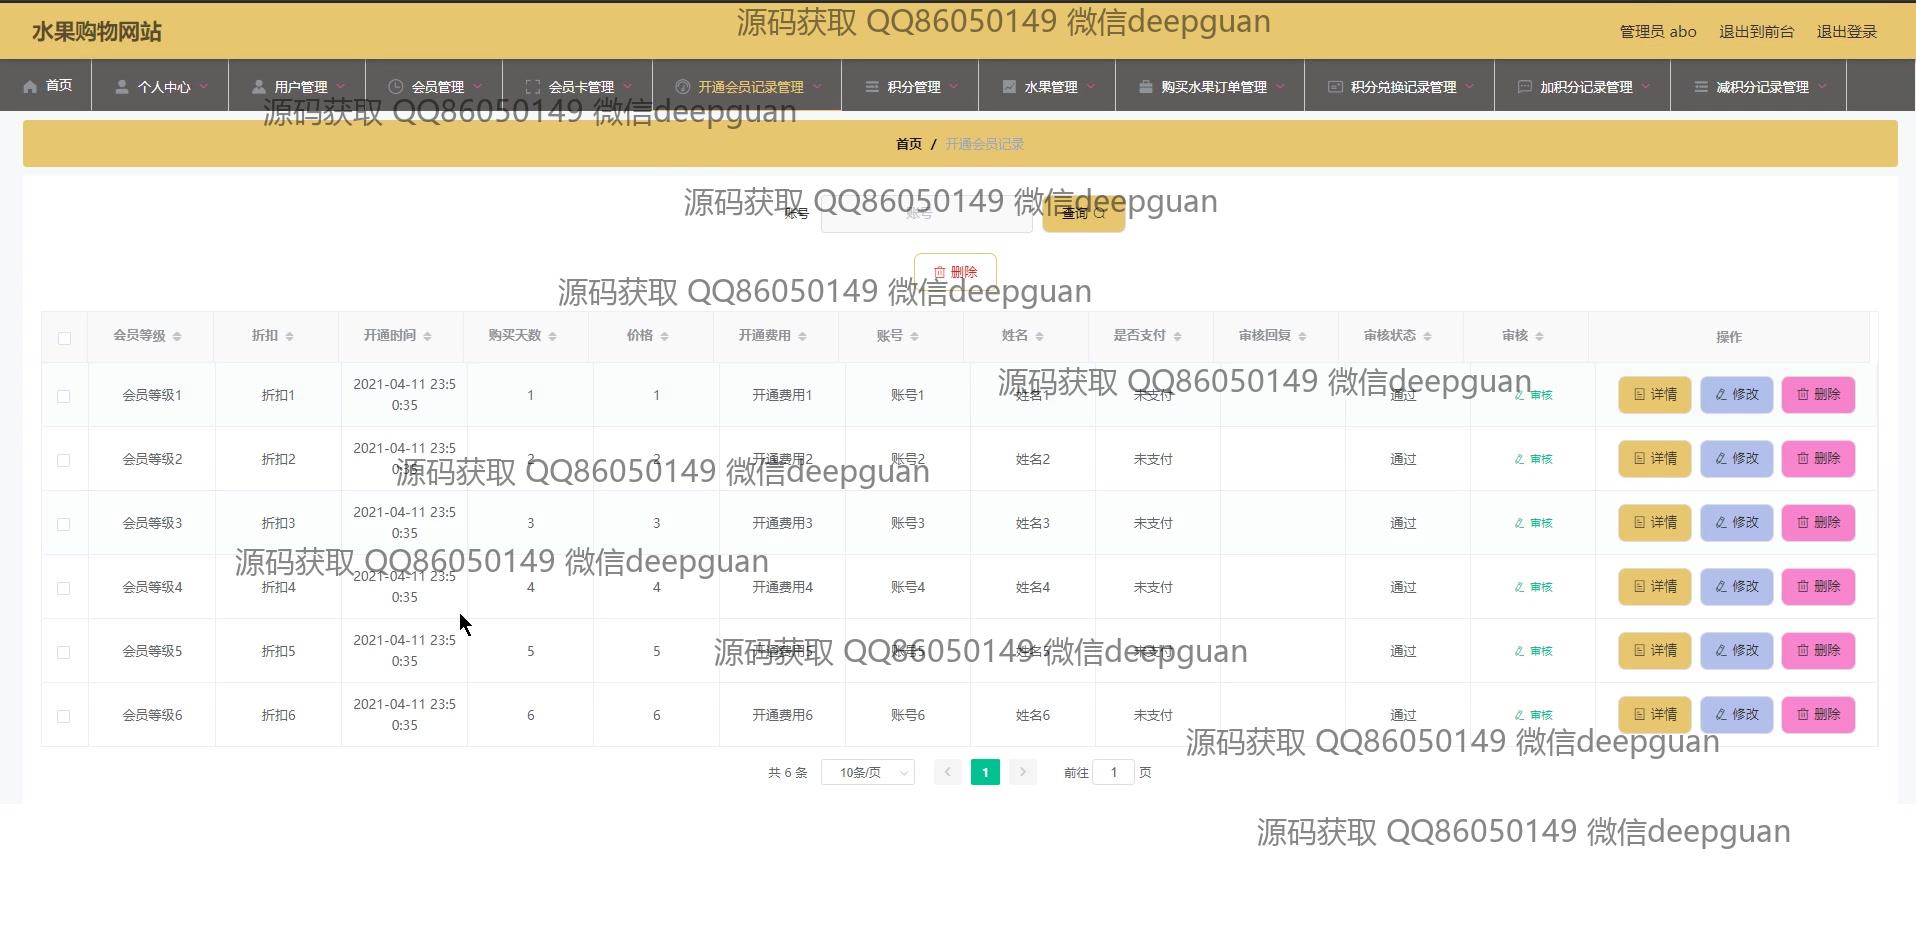 源码获取 QQ86050149 微信deepguan
水果购物网站 管理员 abo 退出到前台 退出登录
首页 个人中心 用户管理 会员管理 会员卡管理 开通会员记录管理 积分管理 水果管理 购买水果订单管理 积分兑换记录管理 加积分记录管理 减积分记录管理
源码获取 QQ86050149 微信deepguan
首页 / 开通会员记录
源码获取 QQ86050149 微信deepguan
账号 账号 查询
删除
源码获取 QQ86050149 微信deepguan
会员等级 折扣 开通时间 购买天数 价格 开通费用 账号 姓名 是否支付 审核回复 审核状态 审核 操作
源码获取 QQ86050149 微信deepguan
会员等级1 折扣1 2021-04-11 23:5 1 1 开通费用1 账号1 姓名1 未支付 通过 审核 详情 修改 删除
0:35
会员等级2 折扣2 2021-04-11 23:5 2 2 开通费用2 账号2 姓名2 未支付 通过 审核 详情 修改 删除
0:35
源码获取 QQ86050149 微信deepguan
会员等级3 折扣3 2021-04-11 23:5 3 3 开通费用3 账号3 姓名3 未支付 通过 审核 详情 修改 删除
0:35
源码获取 QQ86050149 微信deepguan
会员等级4 折扣4 2021-04-11 23:5 4 4 开通费用4 账号4 姓名4 未支付 通过 审核 详情 修改 删除
0:35
会员等级5 折扣5 2021-04-11 23:5 5 5 开通费用5 账号5 姓名5 未支付 通过 审核 详情 修改 删除
0:35
源码获取 QQ86050149 微信deepguan
会员等级6 折扣6 2021-04-11 23:5 6 6 开通费用6 账号6 姓名6 未支付 通过 审核 详情 修改 删除
0:35
源码获取 QQ86050149 微信deepguan
共 6 条 10条/页 1 前往 1 页
源码获取 QQ86050149 微信deepguan